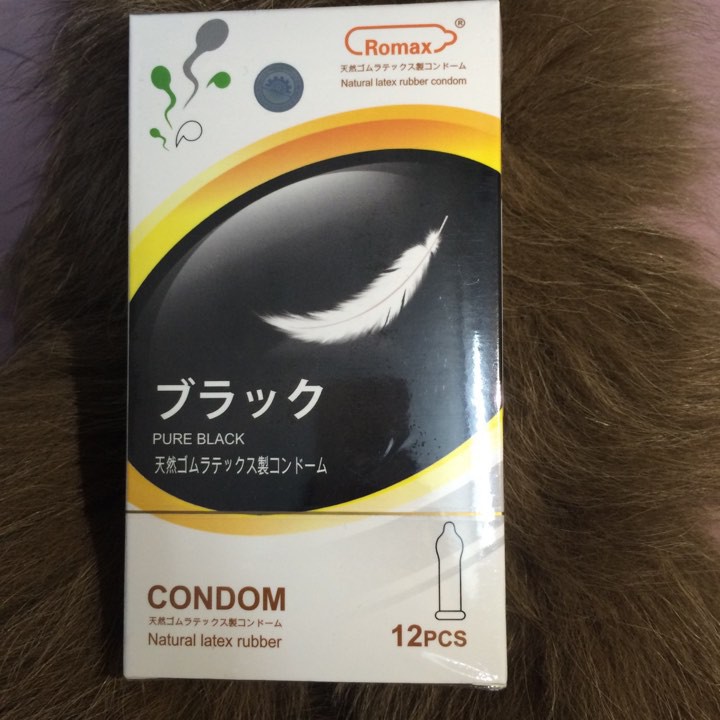 Romax®
天然ゴムラテックス製コンドーム
Natural latex rubber condom
ブラック
PURE BLACK
天然ゴムラテックス製コンドーム
CONDOM
天然ゴムラテックス製コンドーム
Natural latex rubber
12PCS